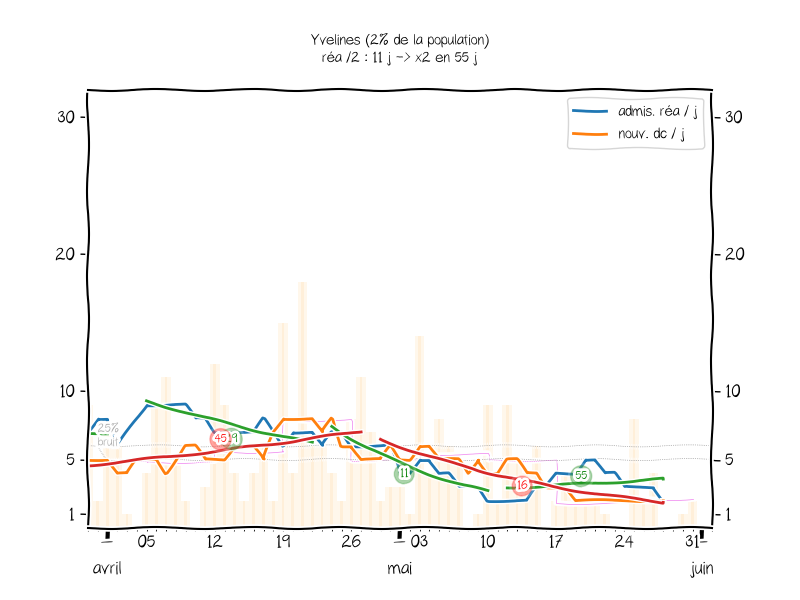 Yvelines (2% de la population)
réa /2 : 11 j -> x2 en 55 j
admis. réa / j
nouv. dc / j
30 30
20 20
10 10
25%
bruit
45 11 16 55
5 5
1 1
05 12 19 26 03 10 17 24 31
avril mai juin